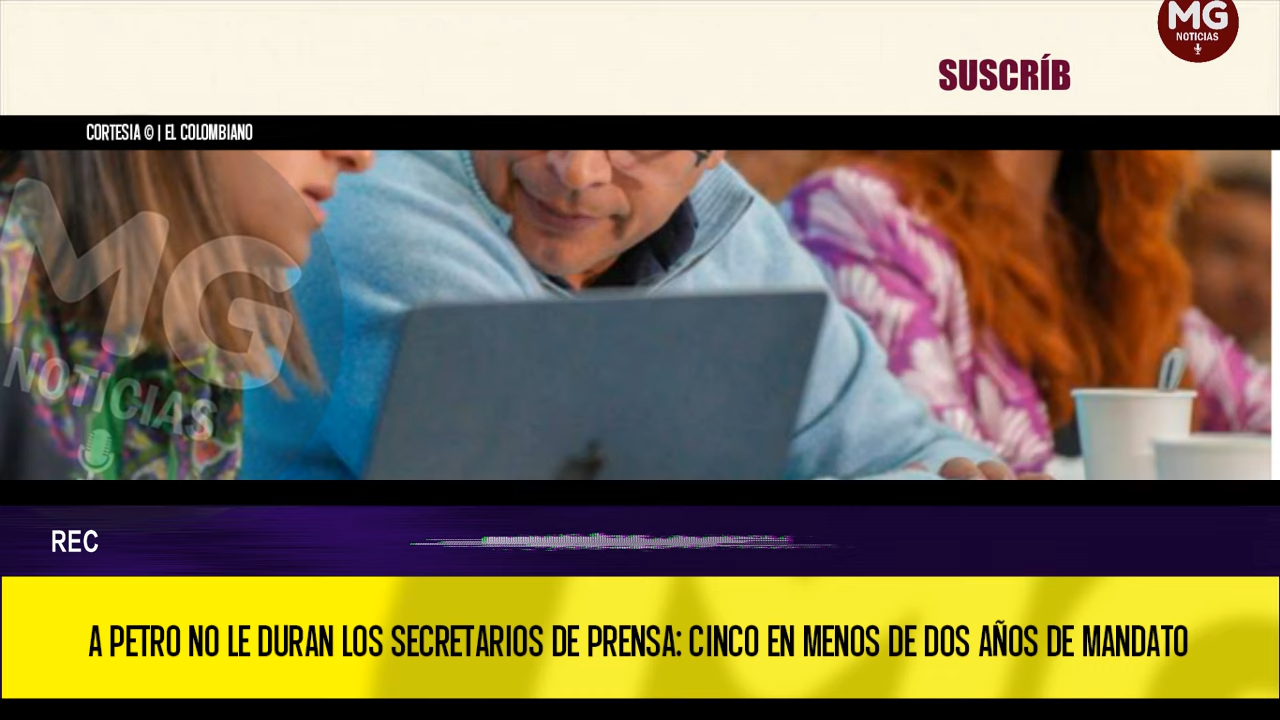 MG
NOTICIAS
SUSCRÍB
CORTESIA © | EL COLOMBIANO
MG
NOTICIAS
REC
A PETRO NO LE DURAN LOS SECRETARIOS DE PRENSA: CINCO EN MENOS DE DOS AÑOS DE MANDATO